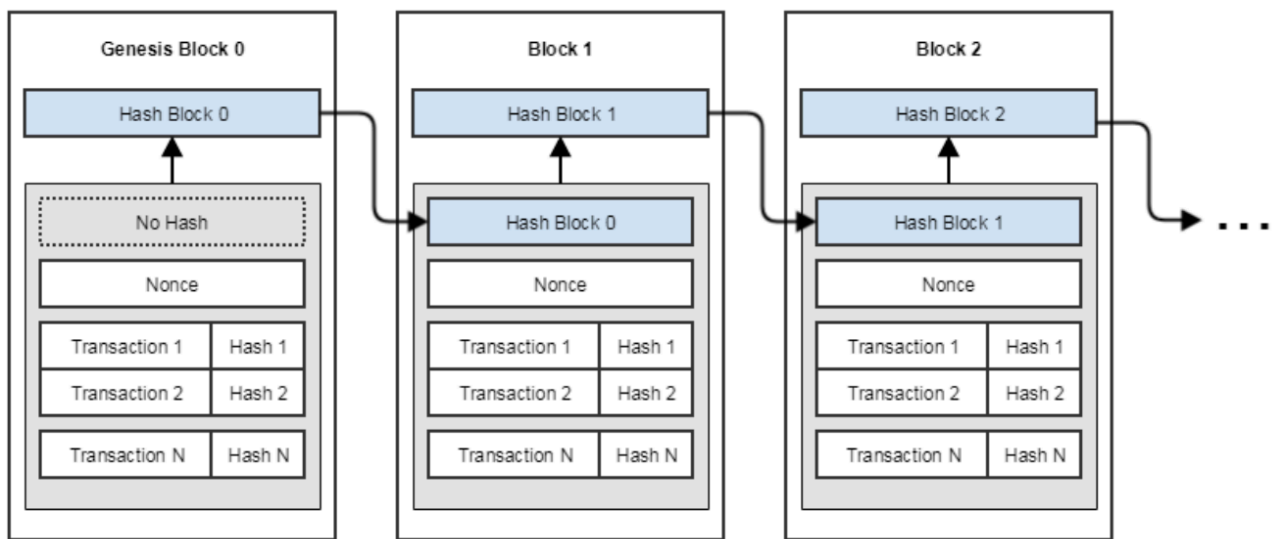 Genesis Block 0
Hash Block 0
No Hash
Nonce
Transaction 1 Hash 1
Transaction 2 Hash 2
Transaction N Hash N
Block 1
Hash Block 1
Hash Block 0
Nonce
Transaction 1 Hash 1
Transaction 2 Hash 2
Transaction N Hash N
Block 2
Hash Block 2
Hash Block 1
Nonce
Transaction 1 Hash 1
Transaction 2 Hash 2
Transaction N Hash N
...